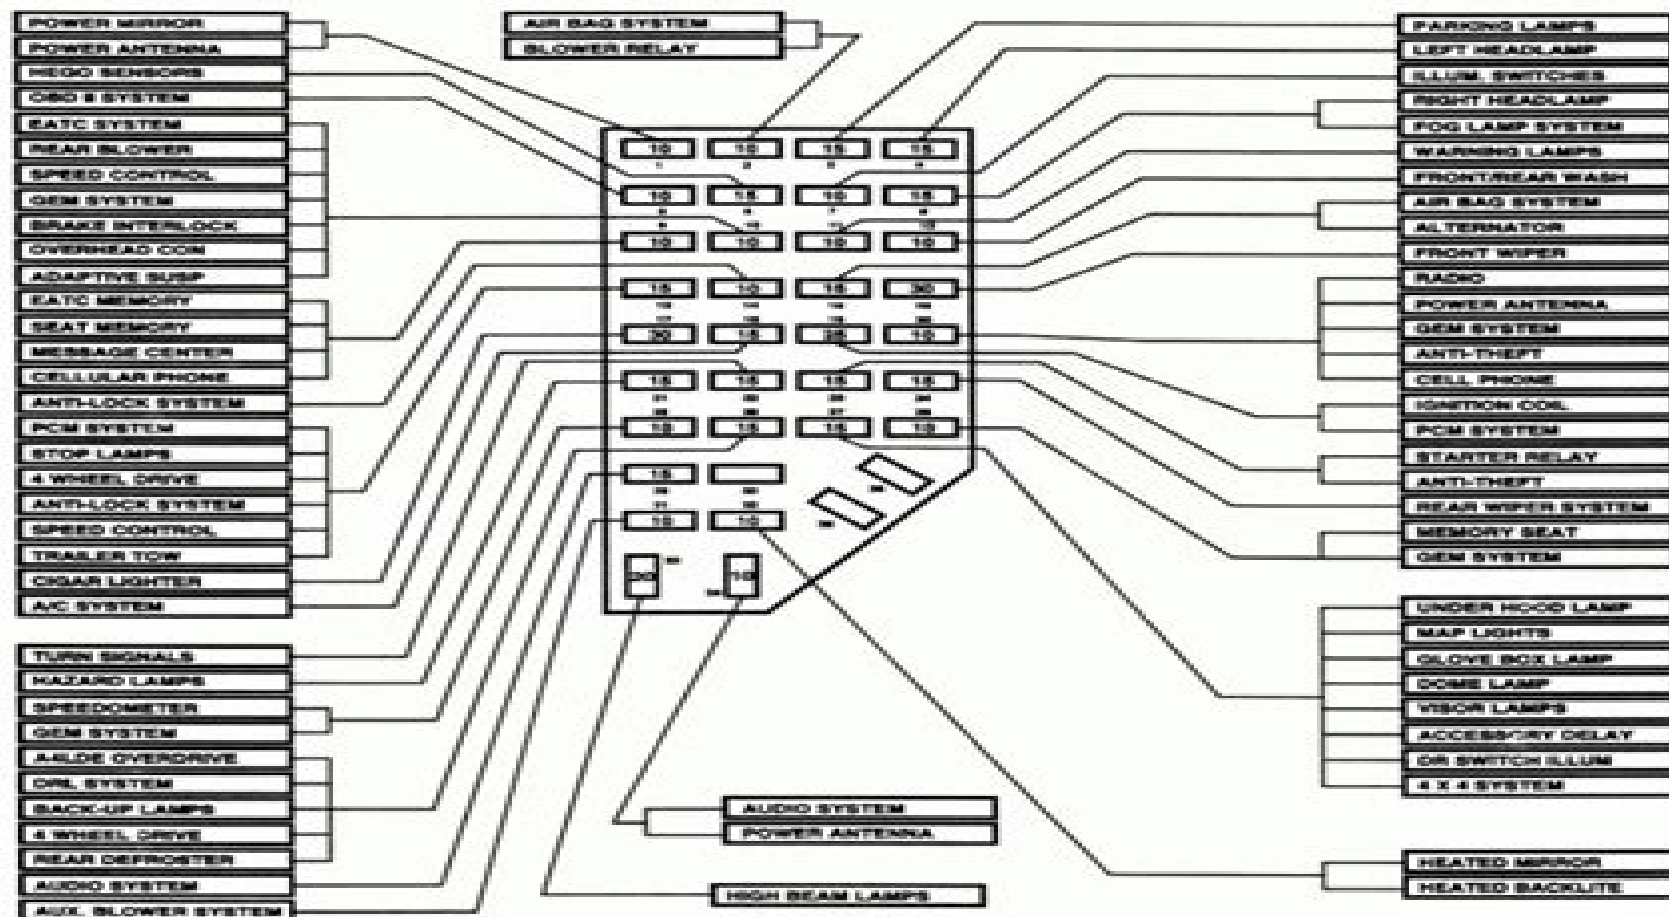 POWER MIRROR
POWER ANTENNA
HEGO SENSORS
OBD II SYSTEM
EATC SYSTEM
REAR BLOWER
SPEED CONTROL
GEM SYSTEM
BRAKE INTERLOCK
OVERHEAD CON
ADAPTIVE SUSP
EATC MEMORY
SEAT MEMORY
MESSAGE CENTER
CELLULAR PHONE
ANTI-LOCK SYSTEM
PCM SYSTEM
STOP LAMPS
4 WHEEL DRIVE
ANTI-LOCK SYSTEM
SPEED CONTROL
TRAILER TOW
CIGAR LIGHTER
A/C SYSTEM
TURN SIGNALS
HAZARD LAMPS
SPEEDOMETER
GEM SYSTEM
A4LDE OVERDRIVE
DRL SYSTEM
BACK-UP LAMPS
4 WHEEL DRIVE
REAR DEFROSTER
AUDIO SYSTEM
AUX. BLOWER SYSTEM
AIR BAG SYSTEM
BLOWER RELAY
10 10 15 15
10 15 10 15
10 10 10 10
15 10 15 30
30 15 25 10
15 15 15 15
10 15 15 10
15
10 10
20 10
AUDIO SYSTEM
POWER ANTENNA
HIGH BEAM LAMPS
PARKING LAMPS
LEFT HEADLAMP
ILLUM. SWITCHES
RIGHT HEADLAMP
FOG LAMP SYSTEM
WARNING LAMPS
FRONT/REAR WASH
AIR BAG SYSTEM
ALTERNATOR
FRONT WIPER
RADIO
POWER ANTENNA
GEM SYSTEM
ANTI-THEFT
CELL PHONE
IGNITION COIL
PCM SYSTEM
STARTER RELAY
ANTI-THEFT
REAR WIPER SYSTEM
MEMORY SEAT
GEM SYSTEM
UNDER HOOD LAMP
MAP LIGHTS
GLOVE BOX LAMP
DOME LAMP
VISOR LAMPS
ACCESSORY DELAY
DR SWITCH ILLUM
4 X 4 SYSTEM
HEATED MIRROR
HEATED BACKLITE